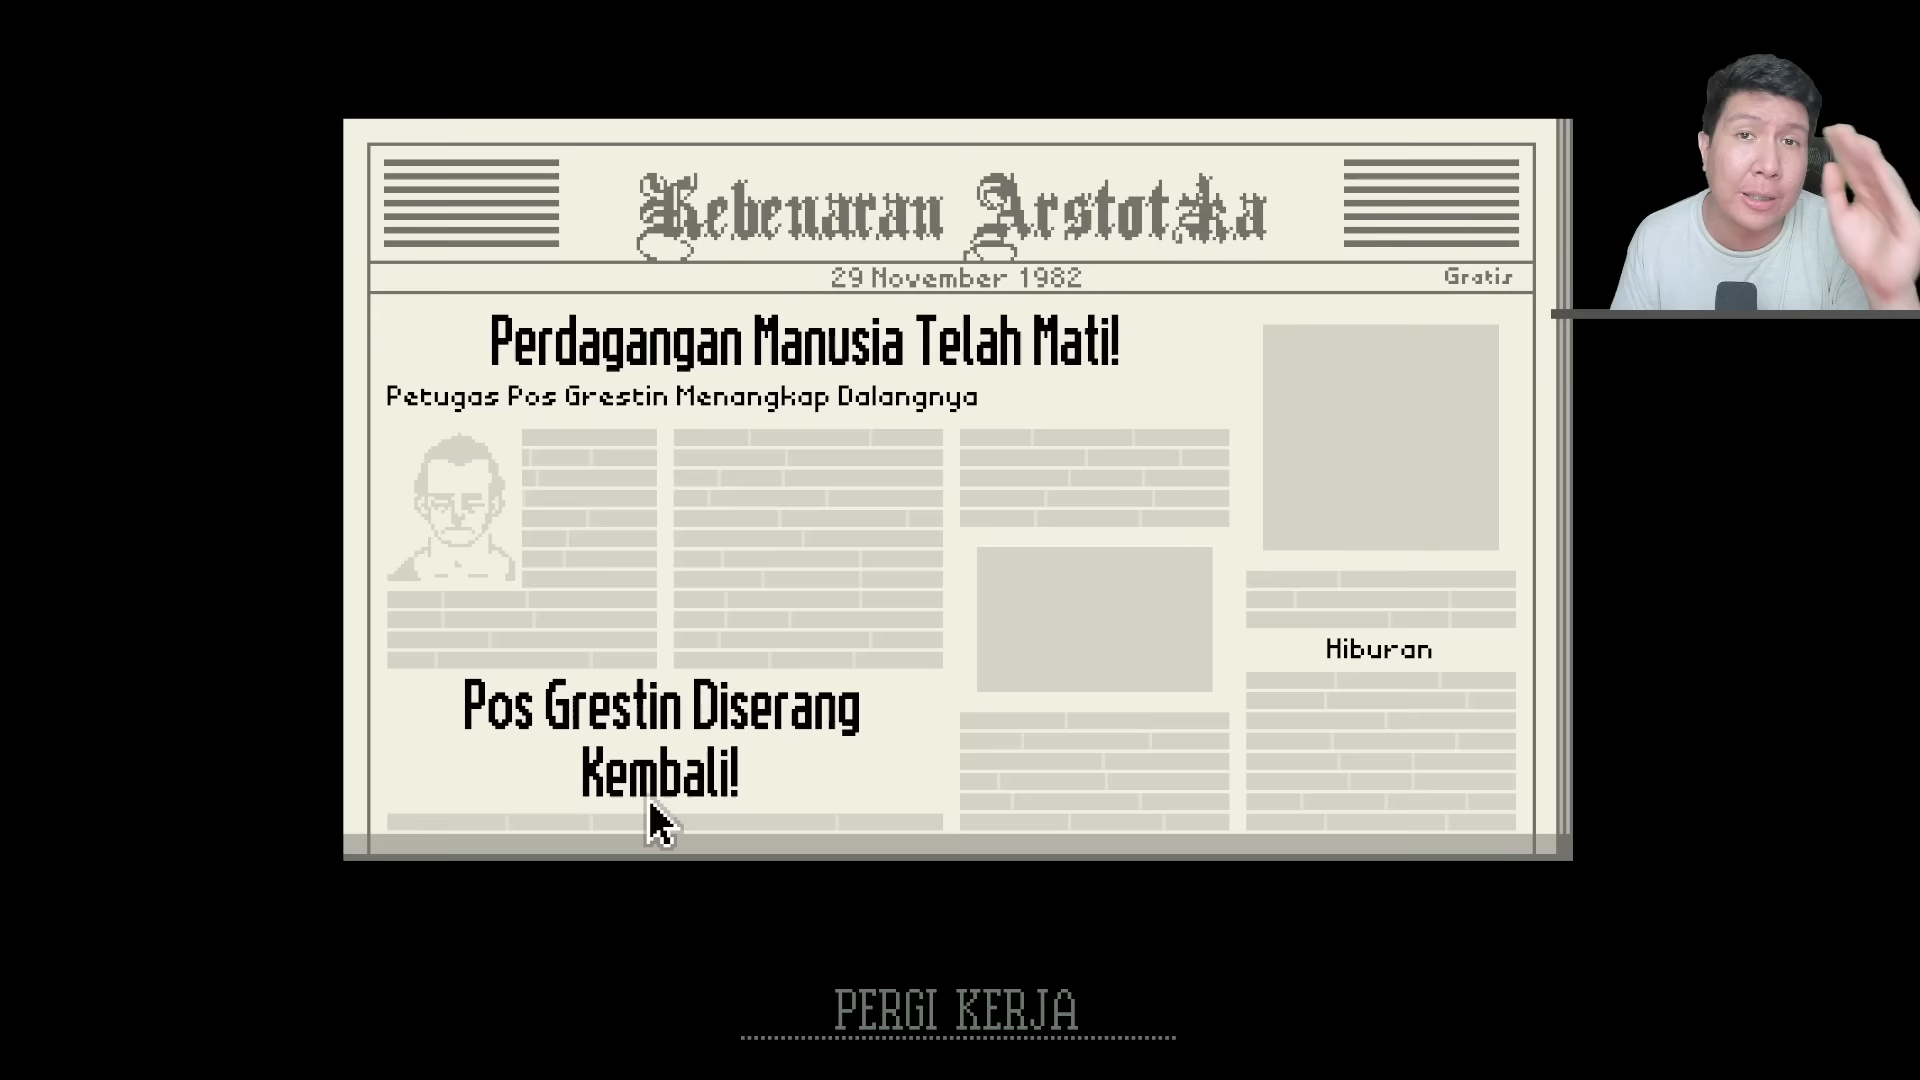 Kebenaran Arstotzka
29 November 1982
Gratis
Perdagangan Manusia Telah Mati!
Petugas Pos Grestin Menangkap Dalangnya
Hiburan
Pos Grestin Diserang
Kembali!
PERGI KERJA